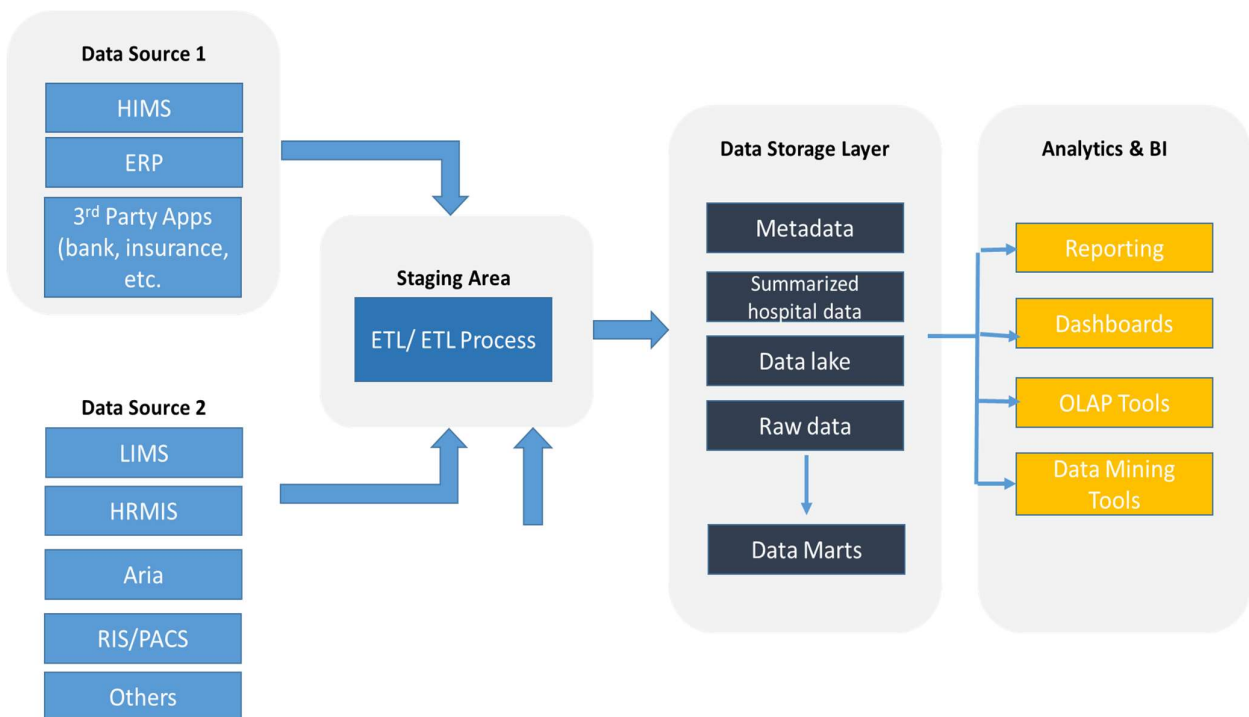 Data Source 1
HIMS
ERP
3rd Party Apps
(bank, insurance,
etc.
Data Source 2
LIMS
HRMIS
Aria
RIS/PACS
Others
Staging Area
ETL/ ETL Process
Data Storage Layer
Metadata
Summarized
hospital data
Data lake
Raw data
Data Marts
Analytics & BI
Reporting
Dashboards
OLAP Tools
Data Mining
Tools